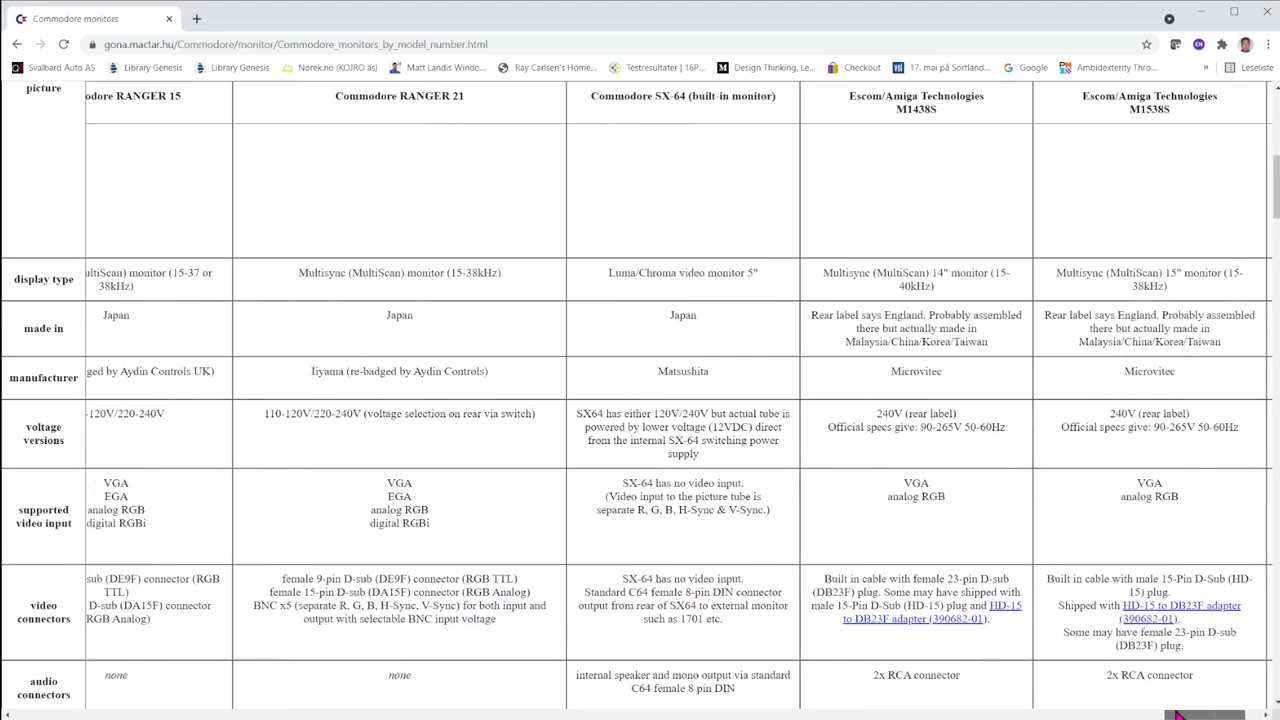 Commodore monitors
gona.mactar.hu/Commodore/monitor/Commodore_monitors_by_model_number.html
EN
Svalbard Auto AS
Library Genesis
Library Genesis
Norek.no (KOJRO as)
Matt Landis Windo...
Ray Carlsen's Home...
Testresultater | 16P...
Design Thinking, Le...
Checkout
17. mai på Sortland...
Google
Ambidexterity Thro...
»
Leseliste
picture
odore RANGER 15
Commodore RANGER 21
Commodore SX-64 (built-in monitor)
Escom/Amiga Technologies
M1438S
Escom/Amiga Technologies
M1538S
display type
ultiScan) monitor (15-37 or
38kHz)
Multisync (MultiScan) monitor (15-38kHz)
Luma/Chroma video monitor 5"
Multisync (MultiScan) 14" monitor (15-
40kHz)
Multisync (MultiScan) 15" monitor (15-
38kHz)
made in
Japan
Japan
Japan
Rear label says England. Probably assembled
there but actually made in
Malaysia/China/Korea/Taiwan
Rear label says England. Probably assembled
there but actually made in
Malaysia/China/Korea/Taiwan
manufacturer
ged by Aydin Controls UK)
Iiyama (re-badged by Aydin Controls)
Matsushita
Microvitec
Microvitec
voltage
versions
-120V/220-240V
110-120V/220-240V (voltage selection on rear via switch)
SX64 has either 120V/240V but actual tube is
powered by lower voltage (12VDC) direct
from the internal SX-64 switching power
supply
240V (rear label)
Official specs give: 90-265V 50-60Hz
240V (rear label)
Official specs give: 90-265V 50-60Hz
supported
video input
VGA
EGA
analog RGB
digital RGBi
VGA
EGA
analog RGB
digital RGBi
SX-64 has no video input.
(Video input to the picture tube is
separate R, G, B, H-Sync & V-Sync.)
VGA
analog RGB
VGA
analog RGB
video
connectors
sub (DE9F) connector (RGB
TTL)
D-sub (DA15F) connector
RGB Analog)
female 9-pin D-sub (DE9F) connector (RGB TTL)
female 15-pin D-sub (DA15F) connector (RGB Analog)
BNC x5 (separate R, G, B, H-Sync, V-Sync) for both input and
output with selectable BNC input voltage
SX-64 has no video input.
Standard C64 female 8-pin DIN connector
output from rear of SX64 to external monitor
such as 1701 etc.
Built in cable with female 23-pin D-sub
(DB23F) plug. Some may have shipped with
male 15-Pin D-Sub (HD-15) plug and HD-15
to DB23F adapter (390682-01).
Built in cable with male 15-Pin D-Sub (HD-
15) plug.
Shipped with HD-15 to DB23F adapter
(390682-01).
Some may have female 23-pin D-sub
(DB23F) plug.
audio
connectors
none
none
internal speaker and mono output via standard
C64 female 8 pin DIN
2x RCA connector
2x RCA connector